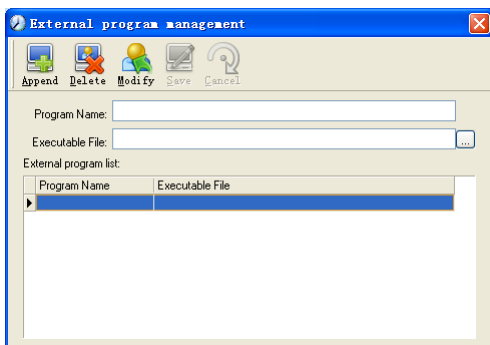 External program management
Append Delete Modify Save Cancel
Program Name:
Executable File:
...
External program list:
Program Name Executable File